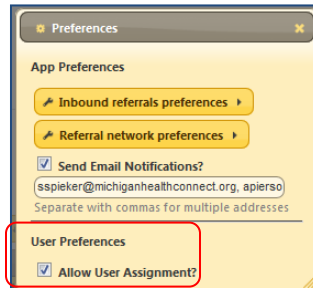 Preferences
App Preferences
Inbound referrals preferences
Referral network preferences
Send Email Notifications?
sspieker@michiganhealthconnect.org, apierso
Separate with commas for multiple addresses
User Preferences
Allow User Assignment?